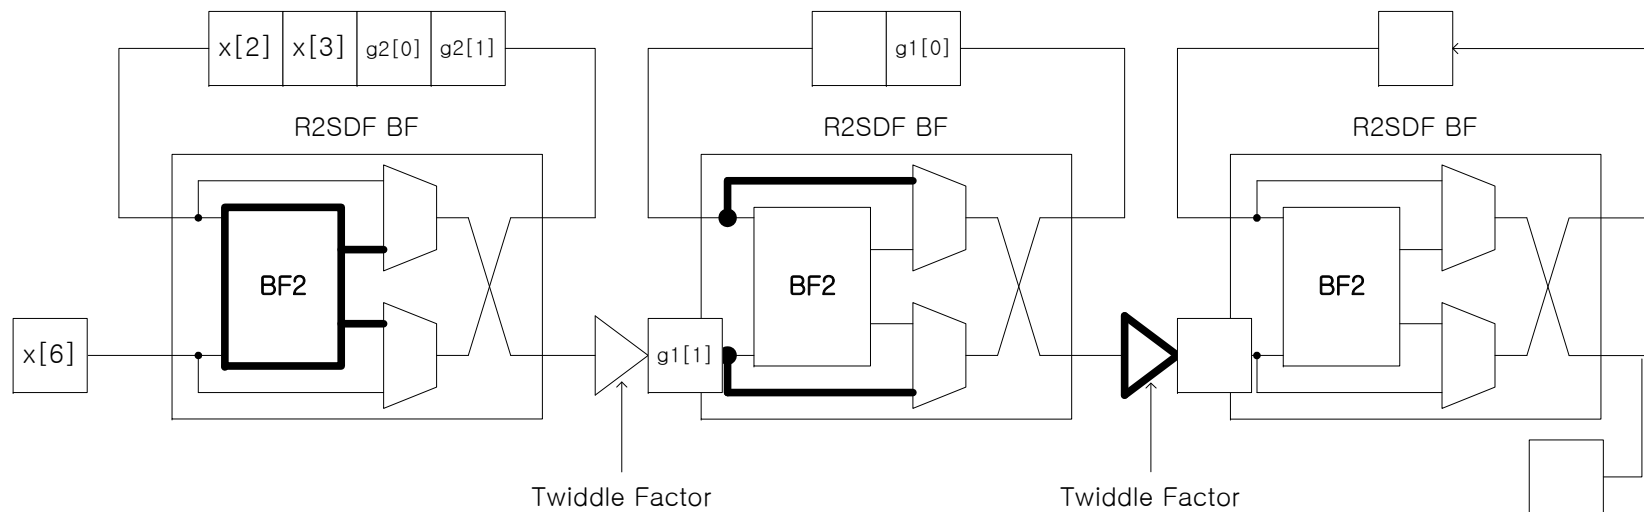 x[2] x[3] g2[0] g2[1] g1[0]
R2SDF BF R2SDF BF R2SDF BF
BF2 BF2 BF2
x[6] g1[1]
Twiddle Factor Twiddle Factor